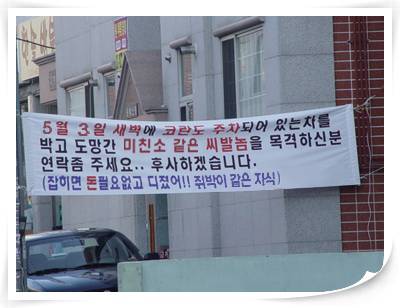 5월 3일 새벽에 코란도 주차되어 있는차를
박고 도망간 미친소 같은 씨발놈을 목격하신분
연락좀 주세요.. 후사하겠습니다.
(잡히면 돈필요없고 디졌어!! 쥐박이 같은 자식)